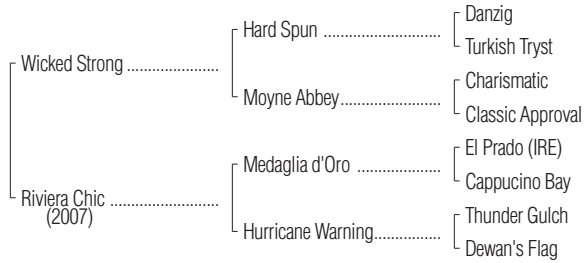 Danzig
Hard Spun ........................
Turkish Tryst
Wicked Strong .....................
Charismatic
Moyne Abbey.....................
Classic Approval
El Prado (IRE)
Medaglia d'Oro .................
Cappucino Bay
Riviera Chic .........................
(2007)
Thunder Gulch
Hurricane Warning..............
Dewan's Flag